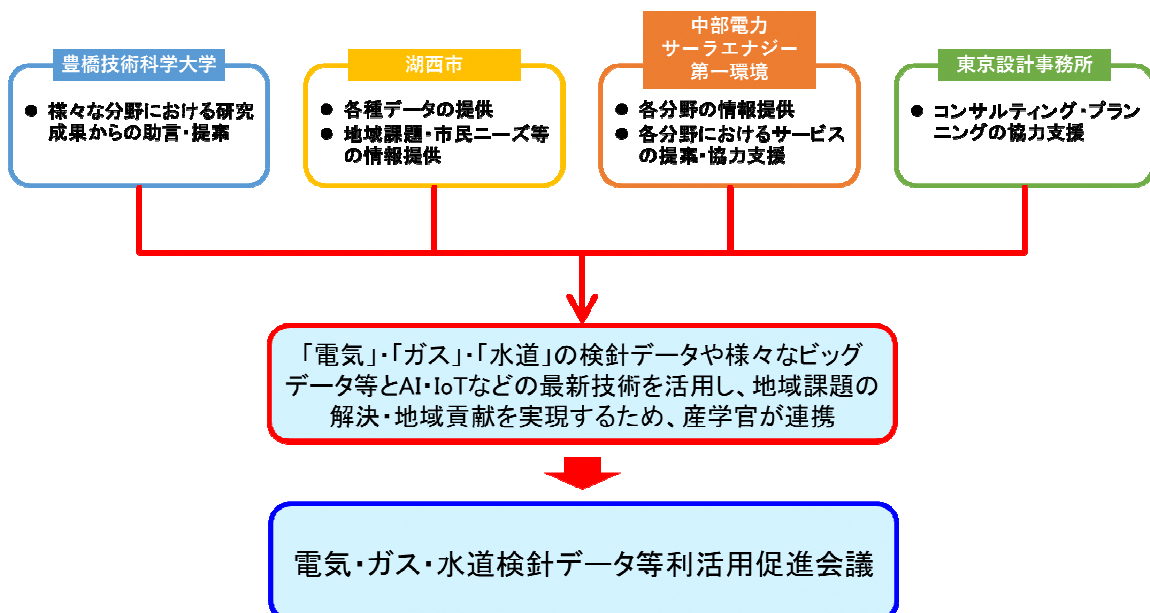 豊橋技術科学大学
● 様々な分野における研究
成果からの助言・提案
湖西市
● 各種データの提供
● 地域課題・市民ニーズ等
の情報提供
中部電力
サーラエナジー
第一環境
● 各分野の情報提供
● 各分野におけるサービス
の提案・協力支援
東京設計事務所
● コンサルティング・プラン
ニングの協力支援
「電気」・「ガス」・「水道」の検針データや様々なビッグ
データ等とAI・IoTなどの最新技術を活用し、地域課題の
解決・地域貢献を実現するため、産学官が連携
電気・ガス・水道検針データ等利活用促進会議